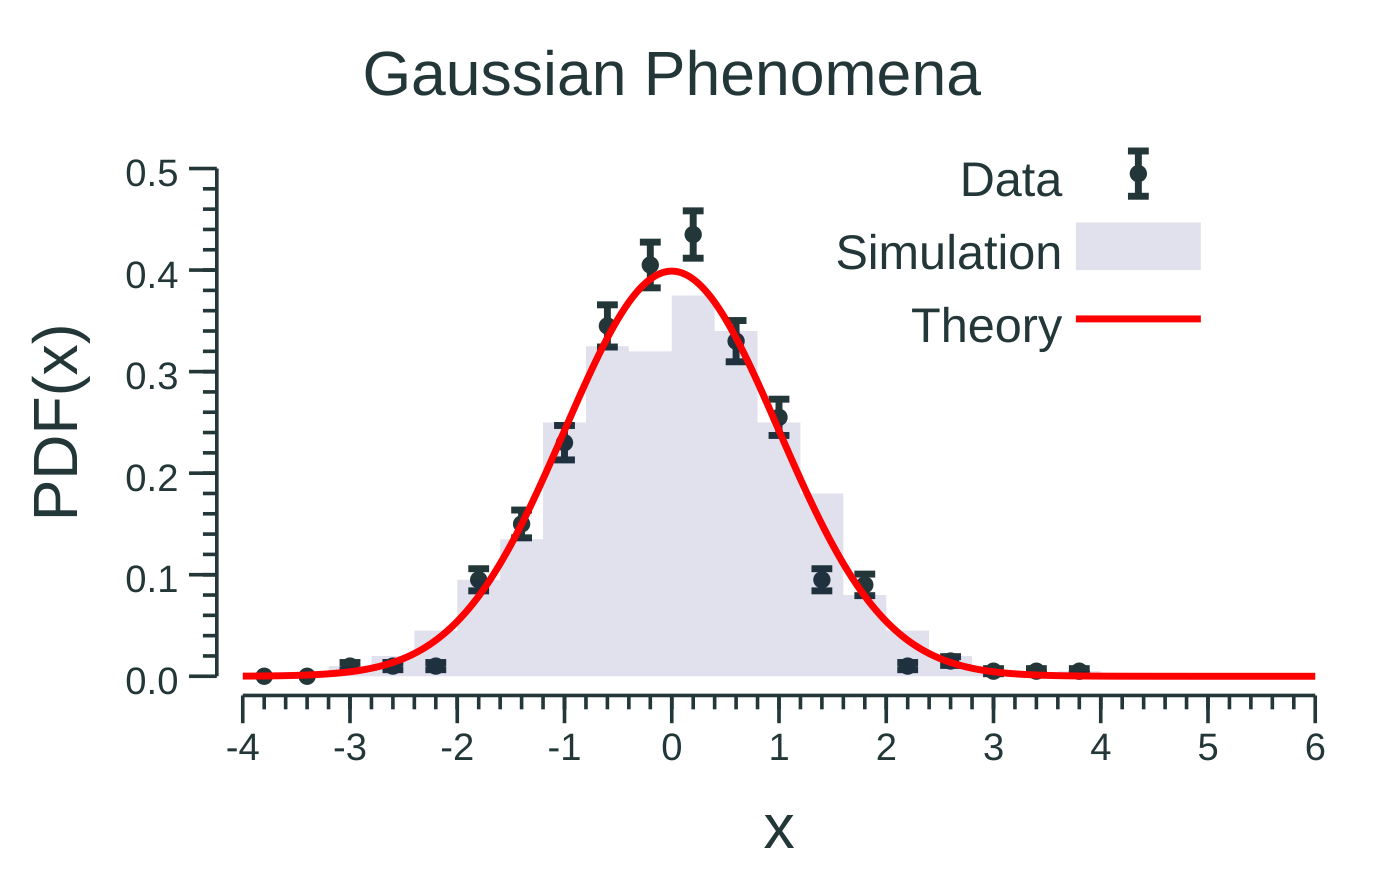 Gaussian Phenomena
Data
Simulation
Theory
PDF(x)
0.5
0.4
0.3
0.2
0.1
0.0
-4 -3 -2 -1 0 1 2 3 4 5 6
x